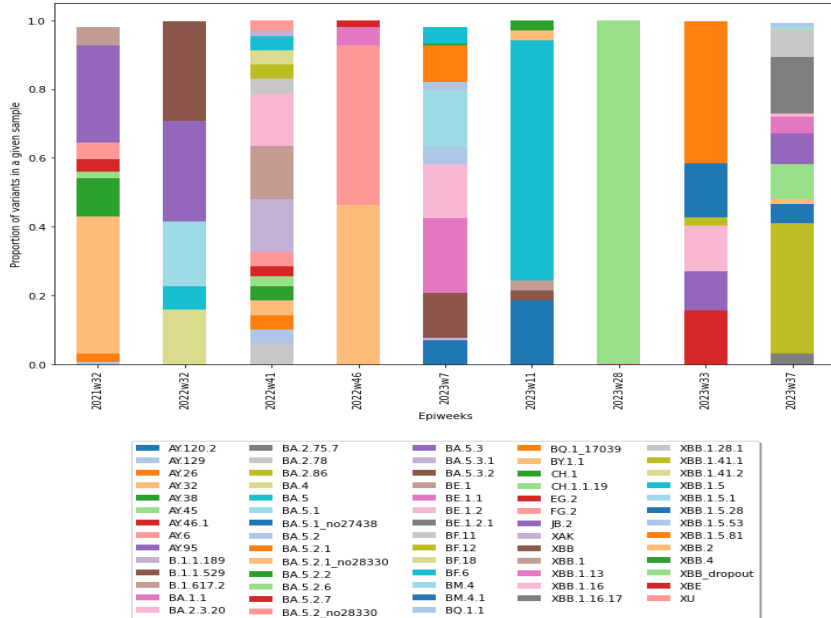 1.0
0.8
0.6
0.4
0.2
0.0
Proportion of variants in a given sample
2021w32
2022w32
2022w41
2022w46
2023w7
2023w11
2023w28
2023w33
2023w37
Epiweeks
AY.120.2
AY.129
AY.26
AY.32
AY.38
AY.45
AY.46.1
AY.6
AY.95
B.1.1.189
B.1.1.529
B.1.617.2
BA.1.1
BA.2.3.20
BA.2.75.7
BA.2.78
BA.2.86
BA.4
BA.5
BA.5.1
BA.5.1_no27438
BA.5.2
BA.5.2.1
BA.5.2.1_no28330
BA.5.2.2
BA.5.2.6
BA.5.2.7
BA.5.2_no28330
BA.5.3
BA.5.3.1
BA.5.3.2
BE.1
BE.1.1
BE.1.2
BE.1.2.1
BF.11
BF.12
BF.18
BF.6
BM.4
BM.4.1
BQ.1.1
BQ.1_17039
BY.1.1
CH.1
CH.1.1.19
EG.2
FG.2
JB.2
XAK
XBB
XBB.1
XBB.1.13
XBB.1.16
XBB.1.16.17
XBB.1.28.1
XBB.1.41.1
XBB.1.41.2
XBB.1.5
XBB.1.5.1
XBB.1.5.28
XBB.1.5.53
XBB.1.5.81
XBB.2
XBB.4
XBB_dropout
XBE
XU